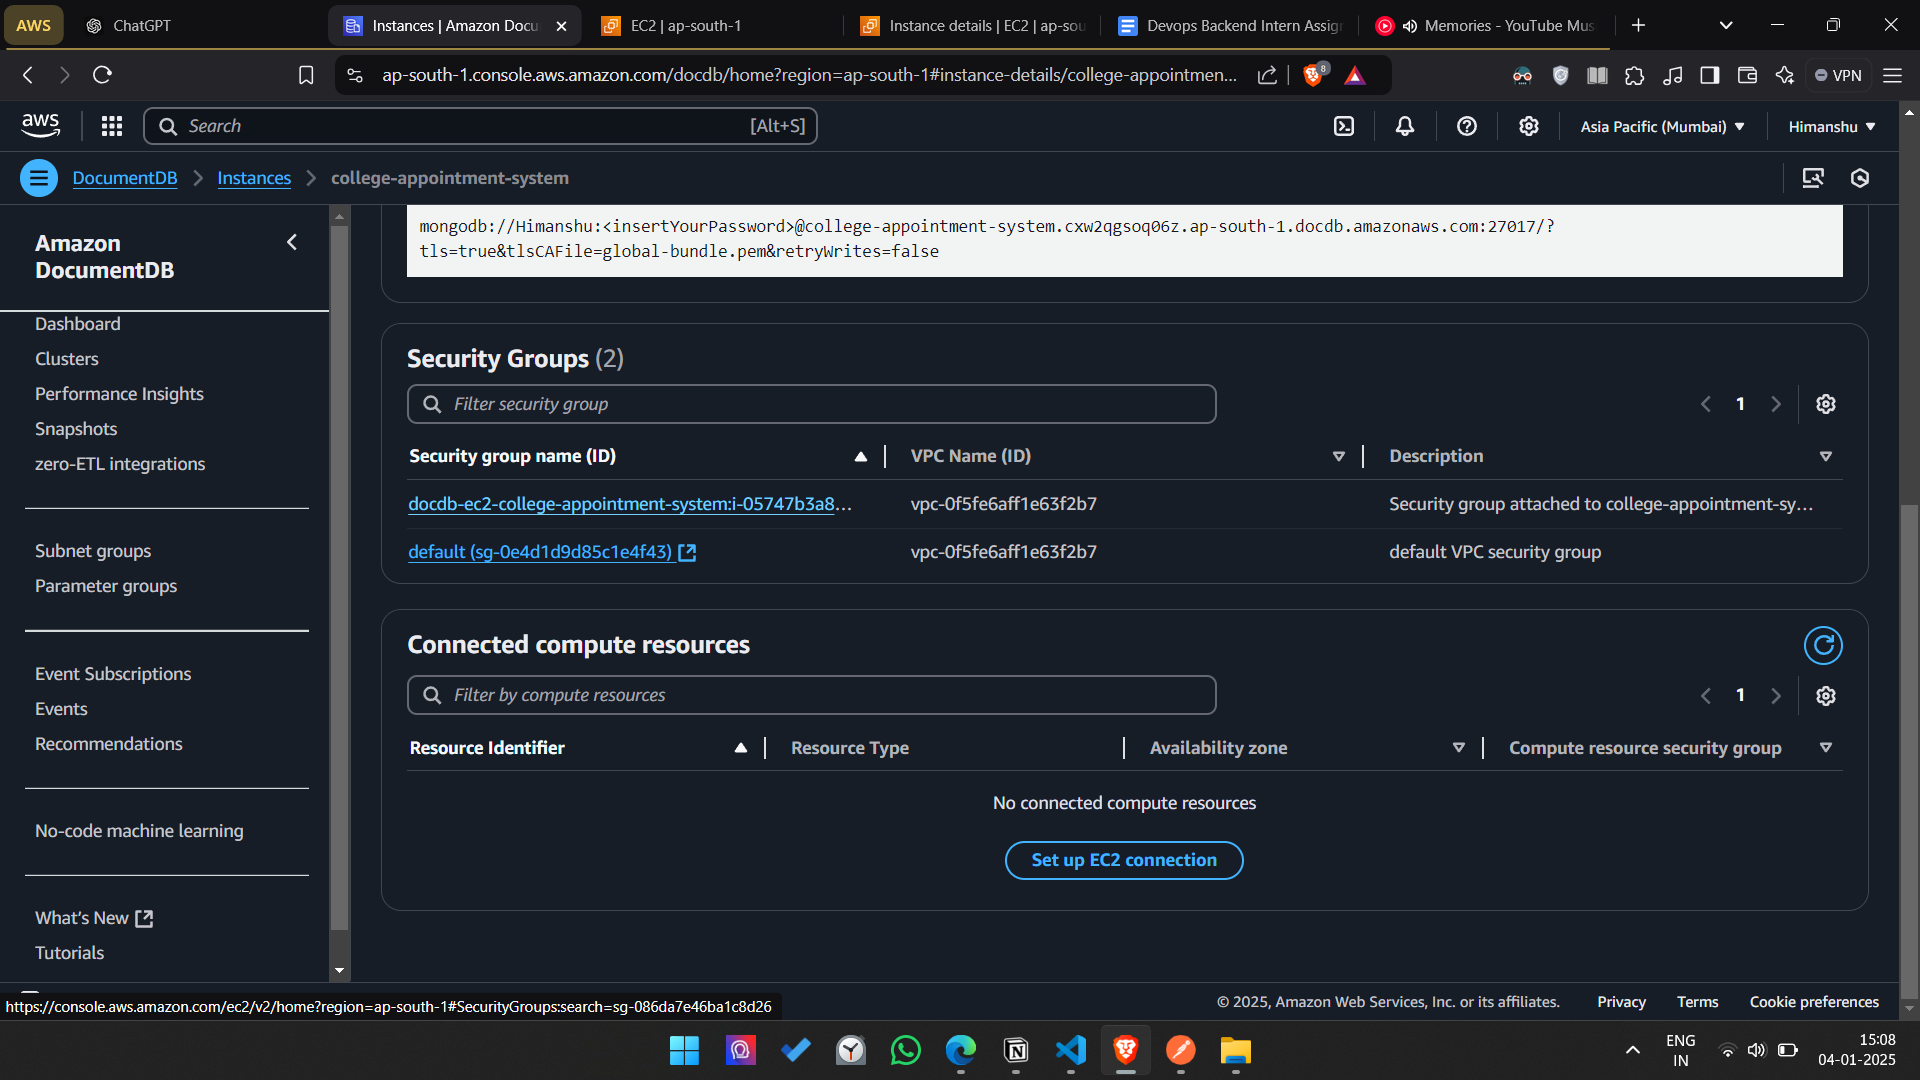 AWS
ChatGPT
Instances | Amazon Docu
EC2 | ap-south-1
Instance details | EC2 | ap-sou
Devops Backend Intern Assig
Memories - YouTube Mus
ap-south-1.console.aws.amazon.com/docdb/home?region=ap-south-1#instance-details/college-appointmen...
8
VPN
aws
Search
[Alt+S]
Asia Pacific (Mumbai)
Himanshu
DocumentDB
Instances
college-appointment-system
Amazon
DocumentDB
Dashboard
Clusters
Performance Insights
Snapshots
zero-ETL integrations
Subnet groups
Parameter groups
Event Subscriptions
Events
Recommendations
No-code machine learning
What's New
Tutorials
mongodb://Himanshu:<insertYourPassword>@college-appointment-system.cxw2qgsoq06z.ap-south-1.docdb.amazonaws.com:27017/?
tls=true&tlsCAFile=global-bundle.pem&retryWrites=false
Security Groups (2)
Filter security group
1
Security group name (ID)
VPC Name (ID)
Description
docdb-ec2-college-appointment-system:i-05747b3a8...
vpc-0f5fe6aff1e63f2b7
Security group attached to college-appointment-sy...
default (sg-0e4d1d9d85c1e4f43)
vpc-0f5fe6aff1e63f2b7
default VPC security group
Connected compute resources
Filter by compute resources
1
Resource Identifier
Resource Type
Availability zone
Compute resource security group
No connected compute resources
Set up EC2 connection
https://console.aws.amazon.com/ec2/v2/home?region=ap-south-1#SecurityGroups:search=sg-086da7e46ba1c8d26
© 2025, Amazon Web Services, Inc. or its affiliates.
Privacy
Terms
Cookie preferences
ENG
IN
15:08
04-01-2025